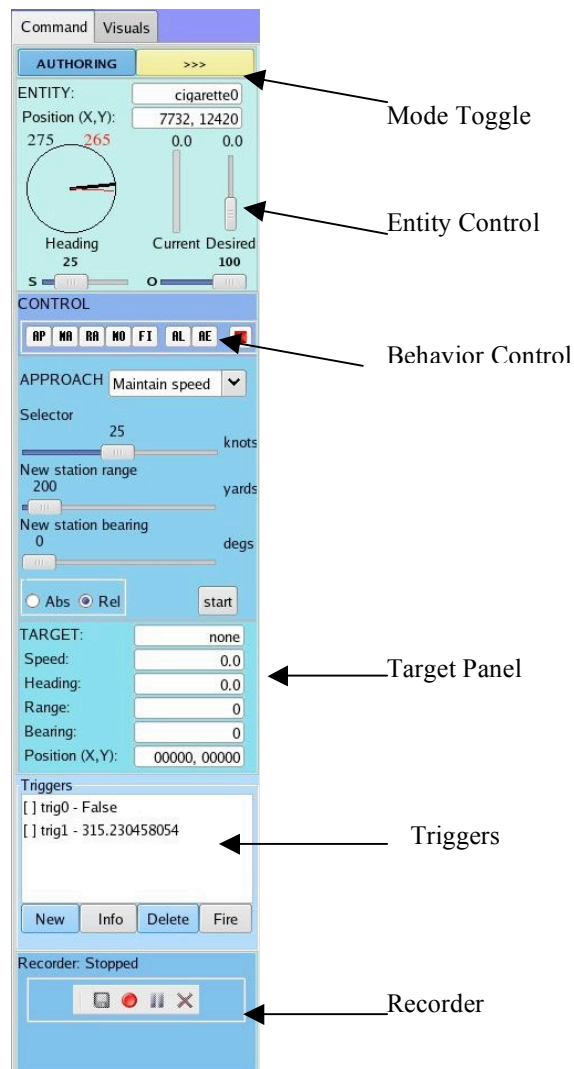 Command Visuals
AUTHORING >>>
Mode Toggle
ENTITY: cigarette0
Position (X,Y): 7732, 12420
275 265 0.0 0.0
Entity Control
Heading Current Desired
25 100
S O
CONTROL
AP MA RA MO FI AL AE
Behavior Control
APPROACH Maintain speed
Selector
25
knots
New station range
200
yards
New station bearing
0
degs
Abs Rel start
TARGET: none
Speed: 0.0
Heading: 0.0
Target Panel
Range: 0
Bearing: 0
Position (X,Y): 00000, 00000
Triggers
[ ] trig0 - False
[ ] trig1 - 315.230458054
Triggers
New Info Delete Fire
Recorder: Stopped
Recorder